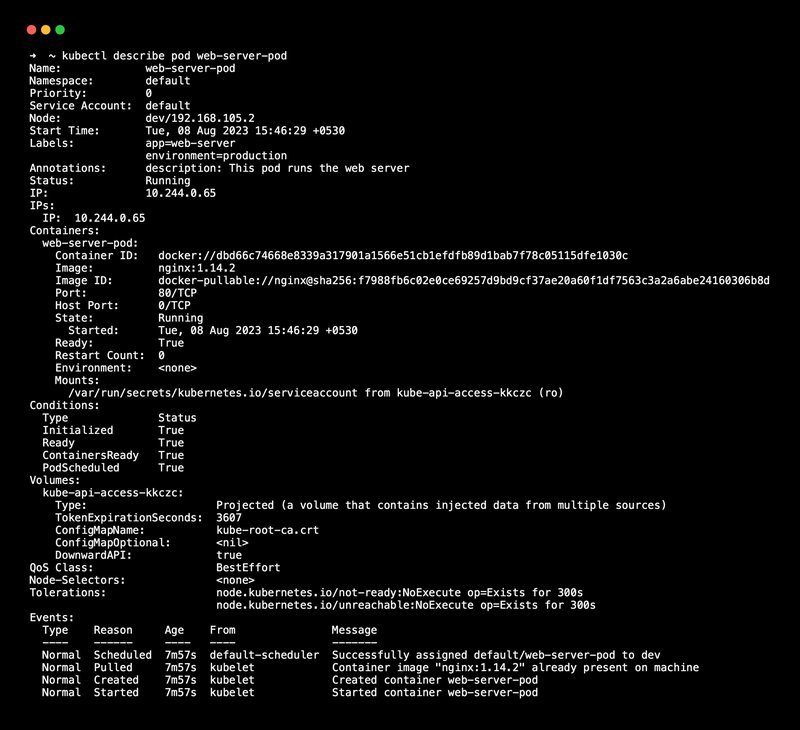 ➜  ~ kubectl describe pod web-server-pod
Name:             web-server-pod
Namespace:        default
Priority:         0
Service Account:  default
Node:             dev/192.168.105.2
Start Time:       Tue, 08 Aug 2023 15:46:29 +0530
Labels:           app=web-server
                  environment=production
Annotations:      description: This pod runs the web server
Status:           Running
IP:               10.244.0.65
IPs:
  IP:  10.244.0.65
Containers:
  web-server-pod:
    Container ID:   docker://dbd66c74668e8339a317901a1566e51cb1efdfb89d1bab7f78c05115dfe1030c
    Image:          nginx:1.14.2
    Image ID:       docker-pullable://nginx@sha256:f7988fb6c02e0ce69257d9bd9cf37ae20a60f1df7563c3a2a6abe24160306b8d
    Port:           80/TCP
    Host Port:      0/TCP
    State:          Running
      Started:      Tue, 08 Aug 2023 15:46:29 +0530
    Ready:          True
    Restart Count:  0
    Environment:    <none>
    Mounts:
      /var/run/secrets/kubernetes.io/serviceaccount from kube-api-access-kkczc (ro)
Conditions:
  Type              Status
  Initialized       True
  Ready             True
  ContainersReady   True
  PodScheduled      True
Volumes:
  kube-api-access-kkczc:
    Type:                    Projected (a volume that contains injected data from multiple sources)
    TokenExpirationSeconds:  3607
    ConfigMapName:           kube-root-ca.crt
    ConfigMapOptional:       <nil>
    DownwardAPI:             true
QoS Class:                   BestEffort
Node-Selectors:              <none>
Tolerations:                 node.kubernetes.io/not-ready:NoExecute op=Exists for 300s
                             node.kubernetes.io/unreachable:NoExecute op=Exists for 300s
Events:
  Type    Reason     Age    From               Message
  ----    ------     ----   ----               -------
  Normal  Scheduled  7m57s  default-scheduler  Successfully assigned default/web-server-pod to dev
  Normal  Pulled     7m57s  kubelet            Container image "nginx:1.14.2" already present on machine
  Normal  Created    7m57s  kubelet            Created container web-server-pod
  Normal  Started    7m57s  kubelet            Started container web-server-pod